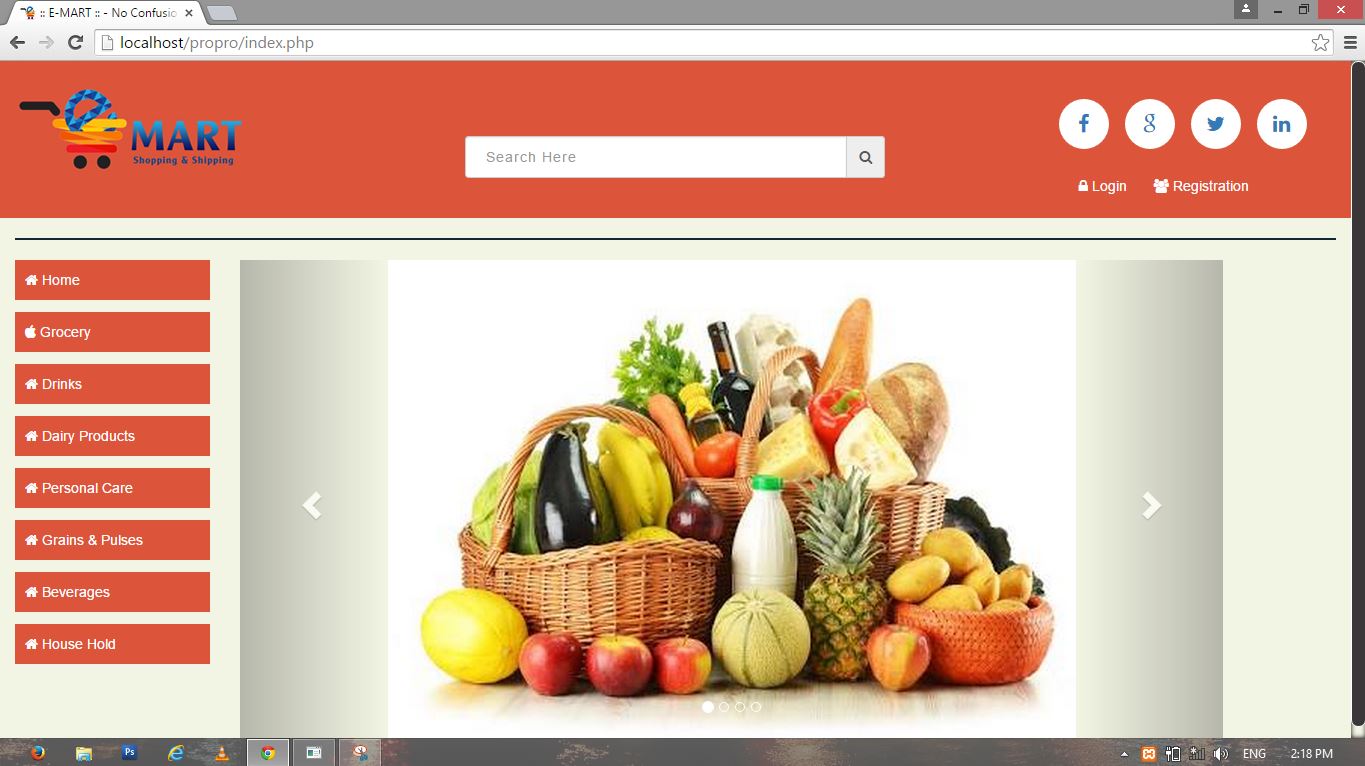 :: E-MART :: - No Confusio
localhost/propro/index.php
MART
Shopping & Shipping
Search Here
f
g
in
Login
Registration
Home
Grocery
Drinks
Dairy Products
Personal Care
Grains & Pulses
Beverages
House Hold
Ps
ENG
2:18 PM